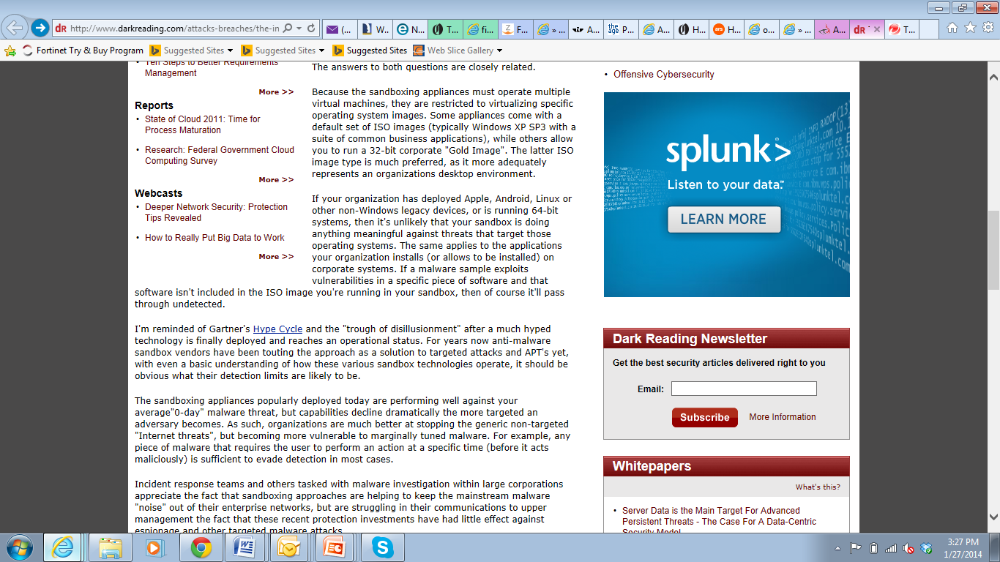 http://www.darkreading.com/attacks-breaches/the-in
(...
W..
N...
T...
fi...
F...
» ...
A...
P...
A...
H...
H...
o...
» ...
A...
T...
Fortinet Try & Buy Program
Suggested Sites
Suggested Sites
Suggested Sites
Web Slice Gallery
Ten Steps to Better Requirements
Management
More >>
Reports
• State of Cloud 2011: Time for
Process Maturation
• Research: Federal Government Cloud
Computing Survey
More >>
Webcasts
• Deeper Network Security: Protection
Tips Revealed
• How to Really Put Big Data to Work
More >>
The answers to both questions are closely related.
Because the sandboxing appliances must operate multiple
virtual machines, they are restricted to virtualizing specific
operating system images. Some appliances come with a
default set of ISO images (typically Windows XP SP3 with a
suite of common business applications), while others allow
you to run a 32-bit corporate "Gold Image". The latter ISO
image type is much preferred, as it more adequately
represents an organizations desktop environment.
If your organization has deployed Apple, Android, Linux or
other non-Windows legacy devices, or is running 64-bit
systems, then it's unlikely that your sandbox is doing
anything meaningful against threats that target those
operating systems. The same applies to the applications
your organization installs (or allows to be installed) on
corporate systems. If a malware sample exploits
vulnerabilities in a specific piece of software and that
software isn't included in the ISO image you're running in your sandbox, then of course it'll pass
through undetected.
I'm reminded of Gartner's Hype Cycle and the "trough of disillusionment" after a much hyped
technology is finally deployed and reaches an operational status. For years now anti-malware
sandbox vendors have been touting the approach as a solution to targeted attacks and APT's yet,
with even a basic understanding of how these various sandbox technologies operate, it should be
obvious what their detection limits are likely to be.
The sandboxing appliances popularly deployed today are performing well against your
average"0-day" malware threat, but capabilities decline dramatically the more targeted an
adversary becomes. As such, organizations are much better at stopping the generic non-targeted
"Internet threats", but becoming more vulnerable to marginally tuned malware. For example, any
piece of malware that requires the user to perform an action at a specific time (before it acts
maliciously) is sufficient to evade detection in most cases.
Incident response teams and others tasked with malware investigation within large corporations
appreciate the fact that sandboxing approaches are helping to keep the mainstream malware
"noise" out of their enterprise networks, but are struggling in their communications to upper
management the fact that these recent protection investments have had little effect against
espionage and other targeted malware attacks.
• Offensive Cybersecurity
splunk>
Listen to your data.™
LEARN MORE
Dark Reading Newsletter
Get the best security articles delivered right to you
Email:
Subscribe
More Information
Whitepapers
What's this?
• Server Data is the Main Target For Advanced
Persistent Threats - The Case For A Data-Centric
Security Model
3:27 PM
1/27/2014